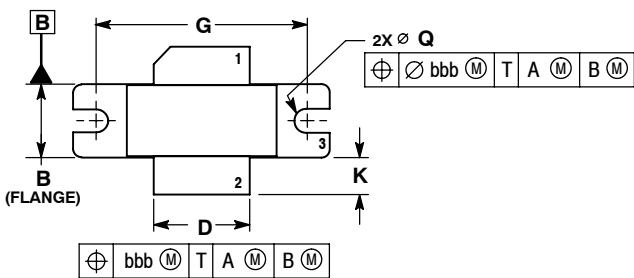 B
G
2X ⌀ Q
1
⌖ ⌀ bbb Ⓜ T A Ⓜ B Ⓜ
3
B
(FLANGE)
K
2
D
⌖ bbb Ⓜ T A Ⓜ B Ⓜ